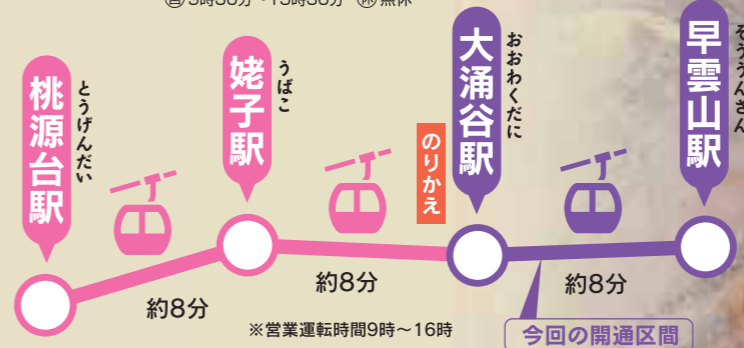 ㊡無休
桃源台駅
とうげんだい
姥子駅
うばこ
のりかえ
大涌谷駅
おおわくだに
早雲山駅
そううんざん
約8分
約8分
約8分
※営業運転時間9時〜16時
今回の開通区間